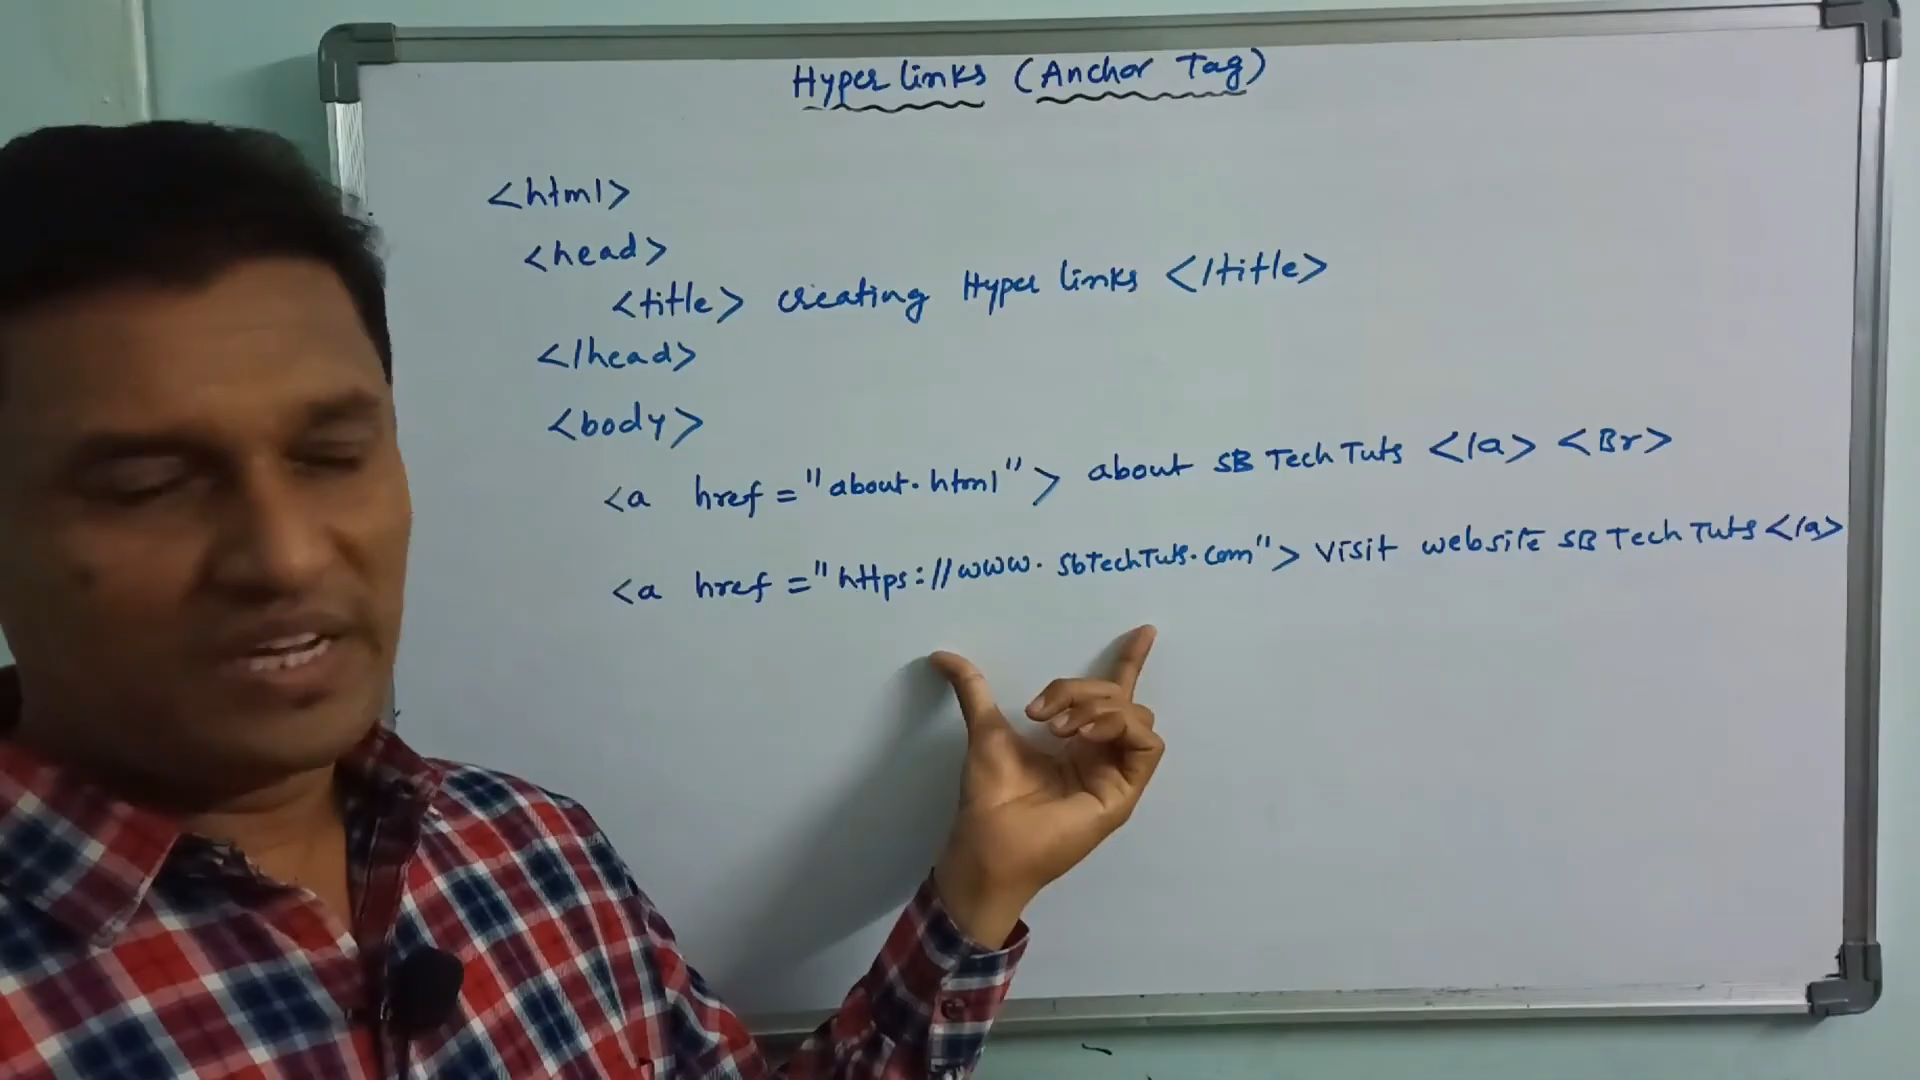 Hyper links (Anchor Tag)
<html>
<head>
<title> creating Hyper links </title>
</head>
<body>
<a href="about.html"> about SB Tech Tuts </a> <Br>
<a href="https://www.sbTechTuts.com"> visit website SB Tech Tuts </a>